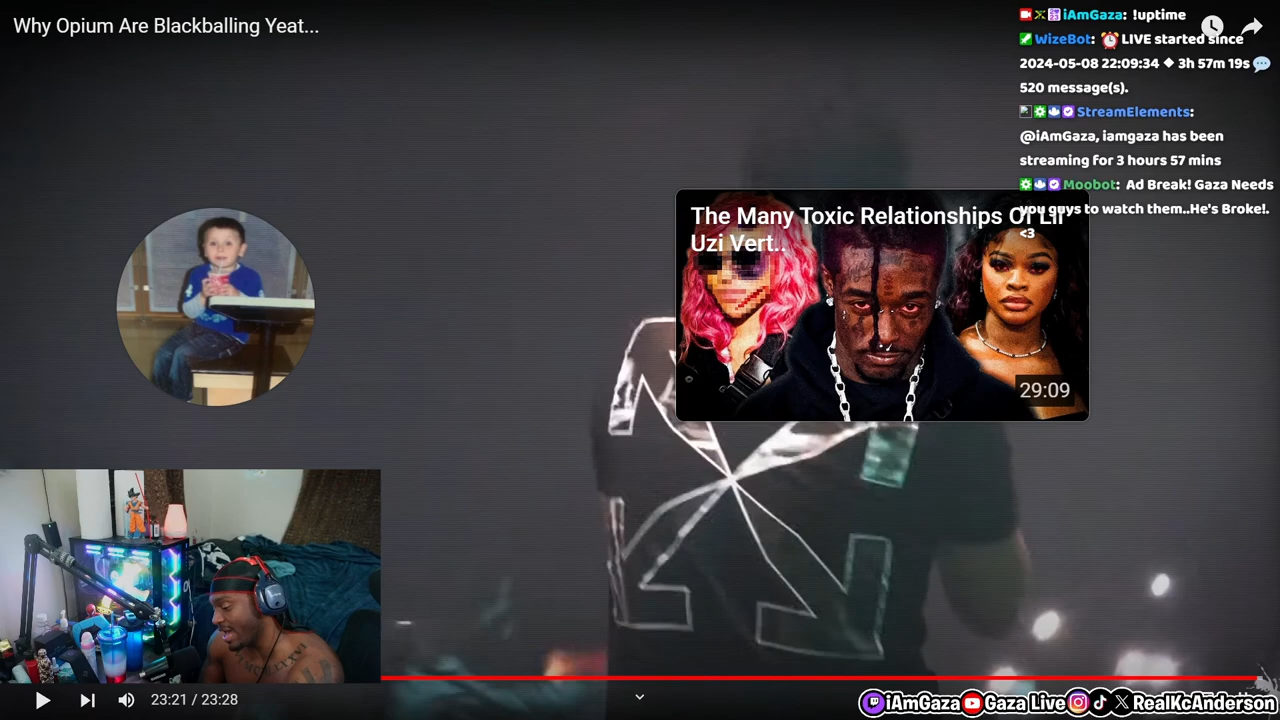 Why Opium Are Blackballing Yeat...
iAmGaza: !uptime
WizeBot: ⏰ LIVE started since
2024-05-08 22:09:34 ◆ 3h 57m 19s 💬
520 message(s).
StreamElements:
@iAmGaza, iamgaza has been
streaming for 3 hours 57 mins
Moobot: Ad Break! Gaza Needs
you guys to watch them..He's Broke!.
<3
The Many Toxic Relationships Of Lil
Uzi Vert..
29:09
23:21 / 23:28
iAmGaza Gaza Live RealKcAnderson